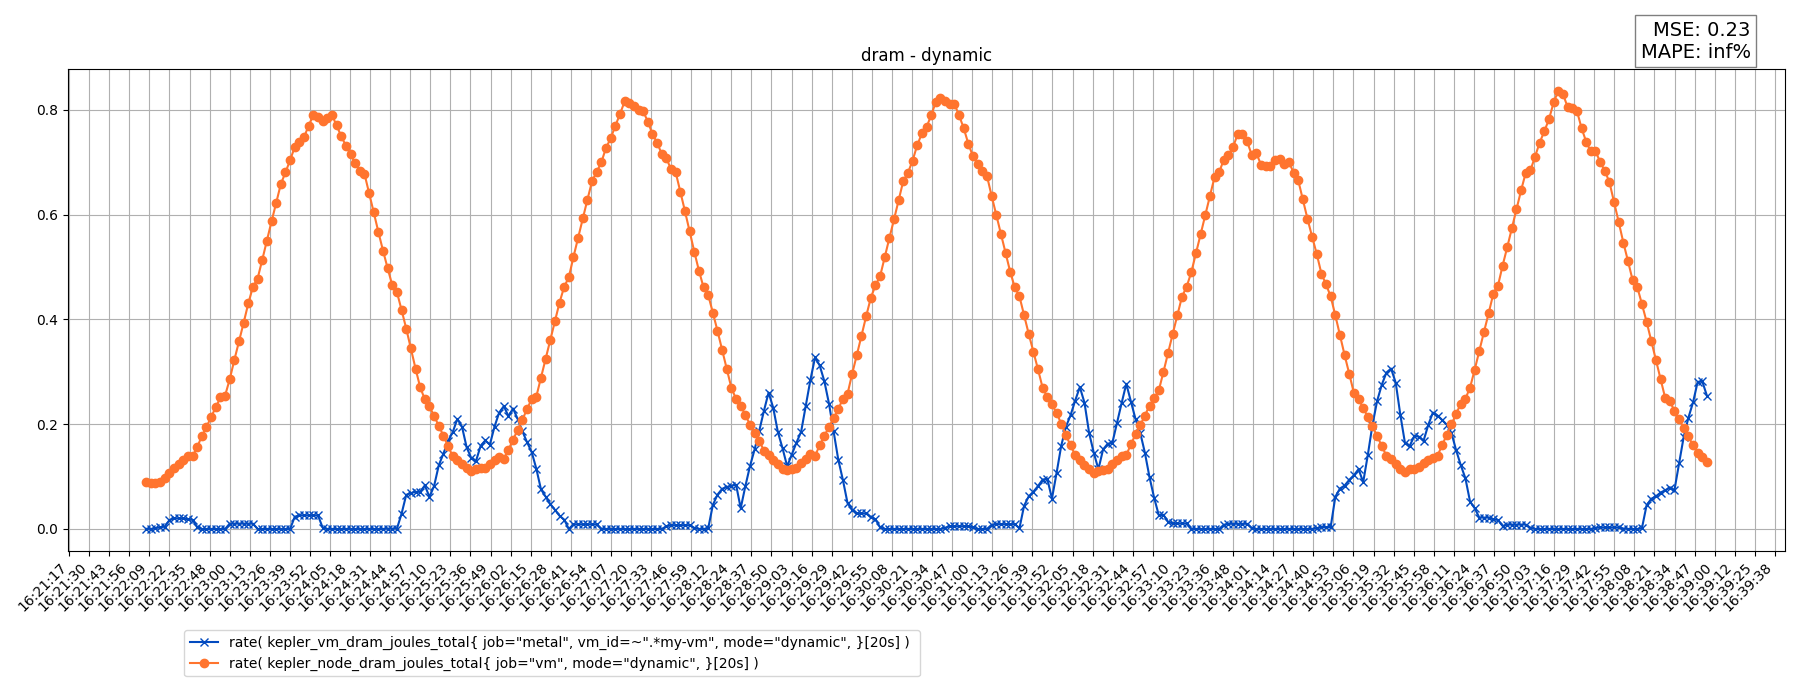 MSE: 0.23
MAPE: inf%
dram - dynamic
0.8
0.6
0.4
0.2
0.0
16:21:17 16:21:30 16:21:43 16:21:56 16:22:09 16:22:22 16:22:35 16:22:48 16:23:00 16:23:13 16:23:26 16:23:39 16:23:52 16:24:05 16:24:18 16:24:31 16:24:44 16:24:57 16:25:10 16:25:23 16:25:36 16:25:49 16:26:02 16:26:15 16:26:28 16:26:41 16:26:54 16:27:07 16:27:20 16:27:33 16:27:46 16:27:59 16:28:12 16:28:24 16:28:37 16:28:50 16:29:03 16:29:16 16:29:29 16:29:42 16:29:55 16:30:08 16:30:21 16:30:34 16:30:47 16:31:00 16:31:13 16:31:26 16:31:39 16:31:52 16:32:05 16:32:18 16:32:31 16:32:44 16:32:57 16:33:10 16:33:23 16:33:36 16:33:48 16:34:01 16:34:14 16:34:27 16:34:40 16:34:53 16:35:06 16:35:19 16:35:32 16:35:45 16:35:58 16:36:11 16:36:24 16:36:37 16:36:50 16:37:03 16:37:16 16:37:29 16:37:42 16:37:55 16:38:08 16:38:21 16:38:34 16:38:47 16:39:00 16:39:12 16:39:25 16:39:38
rate( kepler_vm_dram_joules_total{ job="metal", vm_id=~".*my-vm", mode="dynamic", }[20s] )
rate( kepler_node_dram_joules_total{ job="vm", mode="dynamic", }[20s] )